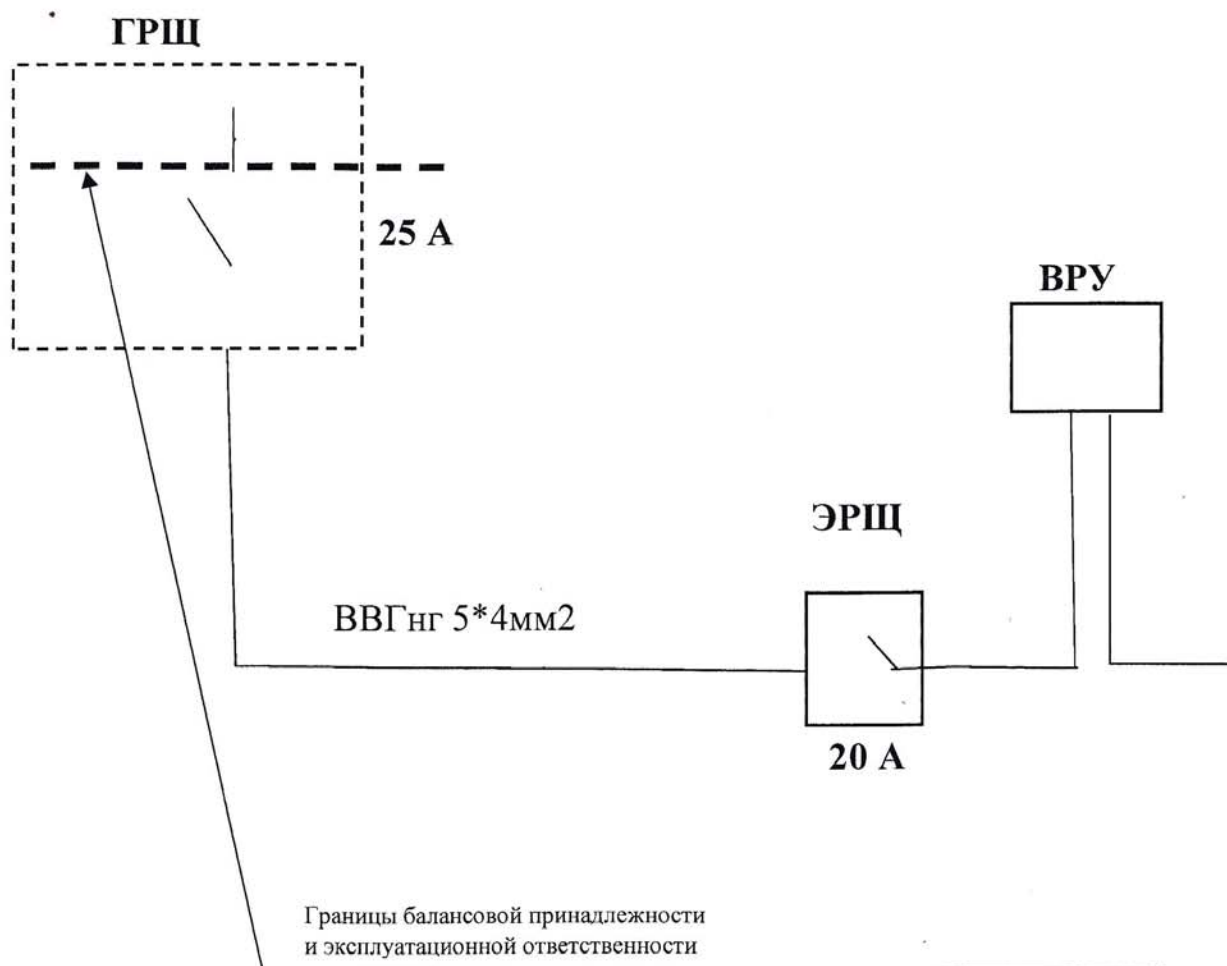 ГРЩ
25 А
ВРУ
ЭРЩ
ВВГнг 5*4мм2
20 А
Границы балансовой принадлежности
и эксплуатационной ответственности